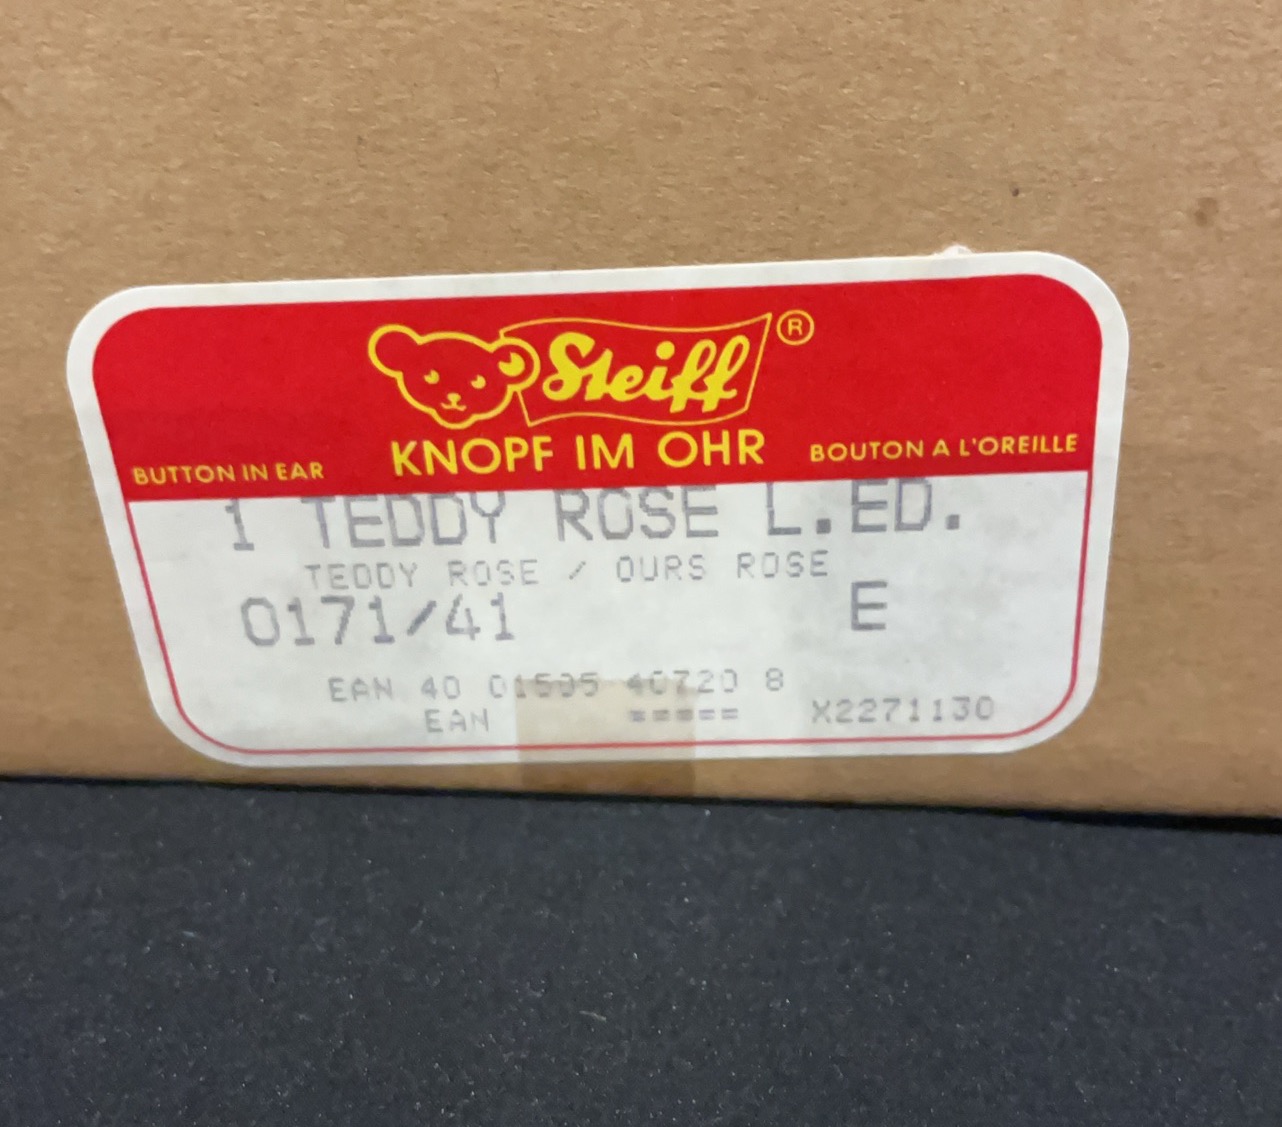 Steiff ®
KNOPF IM OHR
BUTTON IN EAR
BOUTON A L'OREILLE
1 TEDDY ROSE L.ED.
TEDDY ROSE / OURS ROSE
0171/41 E
EAN 40 01505 40720 8
EAN ===== X2271130